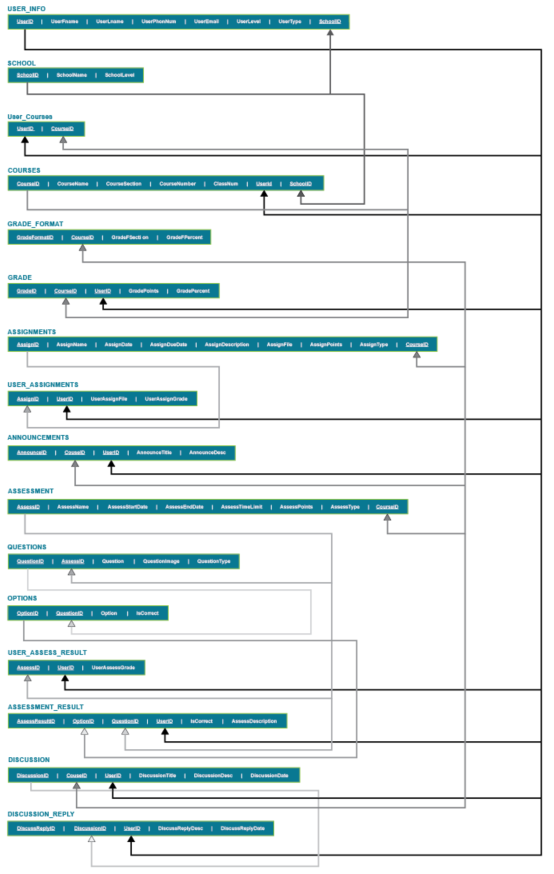 USER_INFO
UserID | UserFname | UserLname | UserPhonNum | UserEmail | UserLevel | UserType | SchoolID
SCHOOL
SchoolID | SchoolName | SchoolLevel
User_Courses
UserID | CourseID
COURSES
CourseID | CourseName | CourseSection | CourseNumber | ClassNum | UserId | SchoolID
GRADE_FORMAT
GradeFormatID | CourseID | GradeFSection | GradeFPercent
GRADE
GradeID | CourseID | UserID | GradePoints | GradePercent
ASSIGNMENTS
AssignID | AssignName | AssignDate | AssignDueDate | AssignDescription | AssignFile | AssignPoints | AssignType | CourseID
USER_ASSIGNMENTS
AssignID | UserID | UserAssignFile | UserAssignGrade
ANNOUNCEMENTS
AnnounceID | CouseID | UserID | AnnounceTitle | AnnounceDesc
ASSESSMENT
AssessID | AssessName | AssessStartDate | AssessEndDate | AssessTimeLimit | AssessPoints | AssessType | CourseID
QUESTIONS
QuestionID | AssessID | Question | QuestionImage | QuestionType
OPTIONS
OptionID | QuestionID | Option | IsCorrect
USER_ASSESS_RESULT
AssessID | UserID | UserAssessGrade
ASSESSMENT_RESULT
AssessResultID | OptionID | QuestionID | UserID | IsCorrect | AssessDescription
DISCUSSION
DiscussionID | CouseID | UserID | DiscussionTitle | DiscussionDesc | DiscussionDate
DISCUSSION_REPLY
DiscussReplyID | DiscussionID | UserID | DiscussReplyDesc | DiscussReplyDate